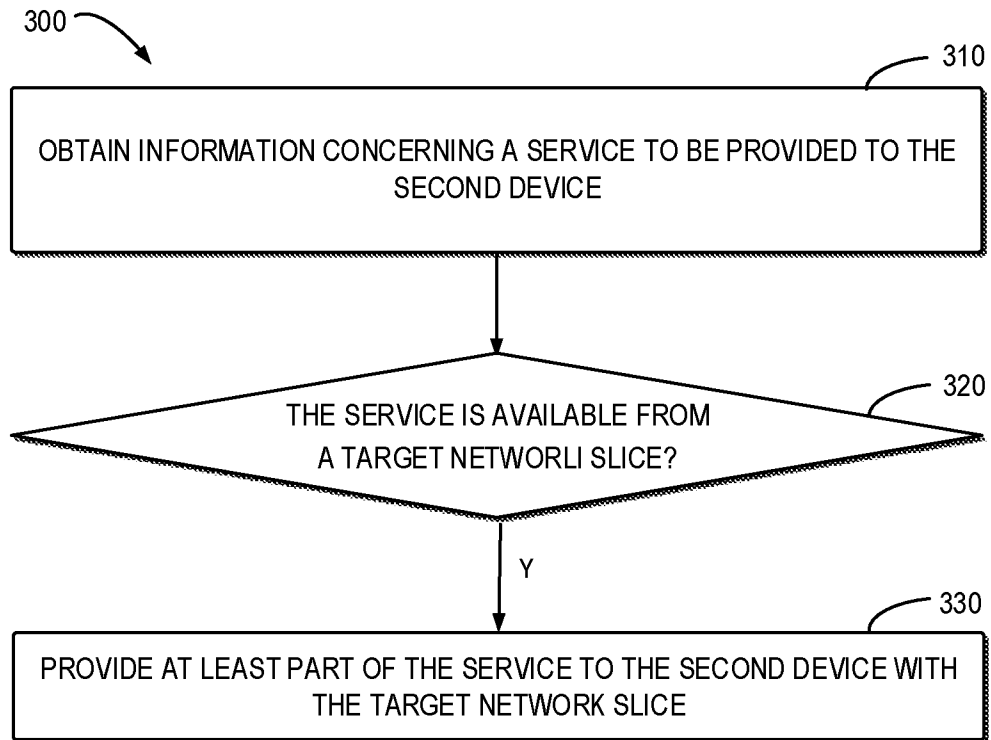 300
310
OBTAIN INFORMATION CONCERNING A SERVICE TO BE PROVIDED TO THE
SECOND DEVICE
320
THE SERVICE IS AVAILABLE FROM
A TARGET NETWORLI SLICE?
Y
330
PROVIDE AT LEAST PART OF THE SERVICE TO THE SECOND DEVICE WITH
THE TARGET NETWORK SLICE